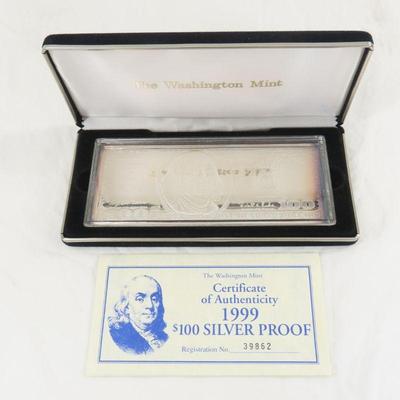 The Washington Mint
The Washington Mint
Certificate
of Authenticity
1999
$100 SILVER PROOF
Registration No. 39862